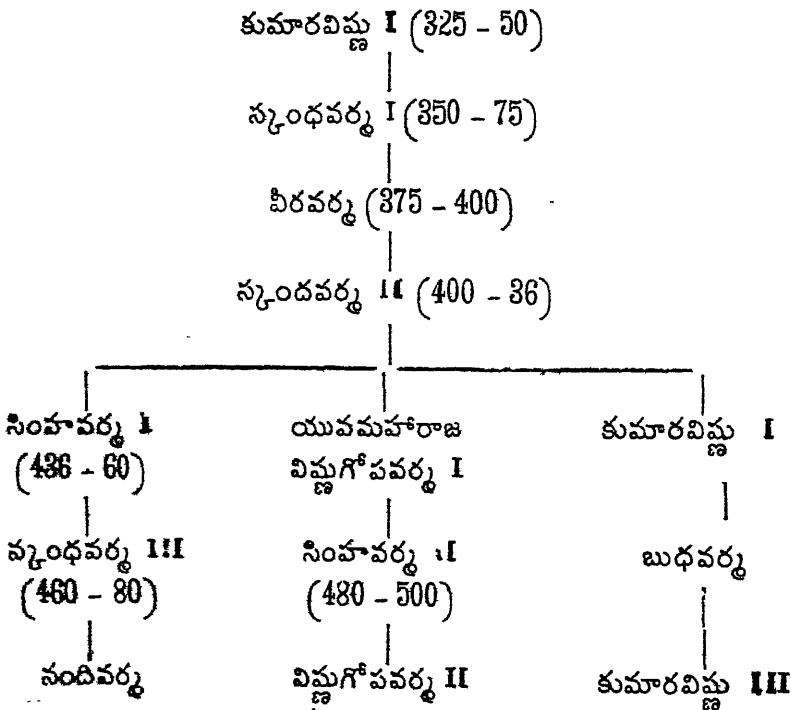 కుమారవిష్ణు I (325 - 50)
స్కంధవర్మ I (350 - 75)
వీరవర్మ (375 - 400)
స్కందవర్మ II (400 - 36)
సింహవర్మ I యువమహారాజ కుమారవిష్ణు I
(436 - 60) విష్ణుగోపవర్మ I
స్కంధవర్మ III సింహవర్మ II బుధవర్మ
(460 - 80) (480 - 500)
నందివర్మ విష్ణుగోపవర్మ II కుమారవిష్ణు III